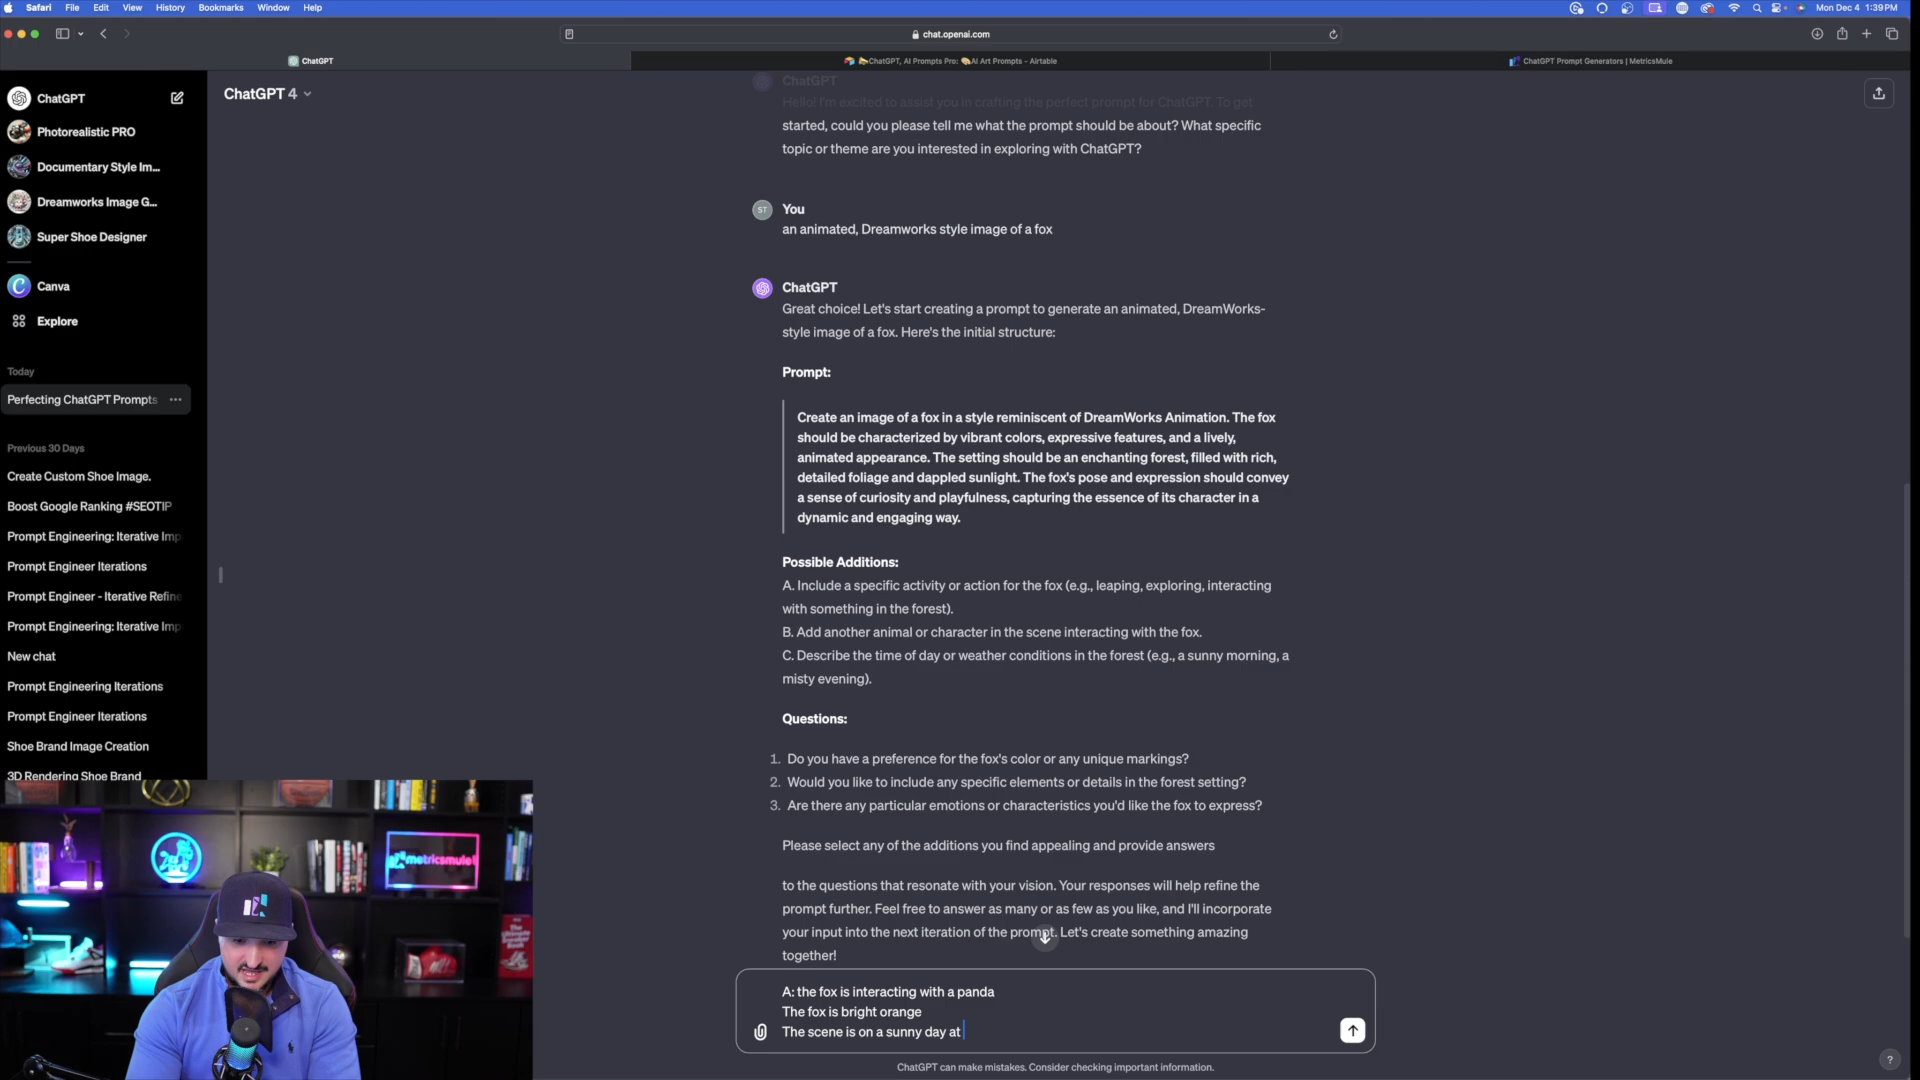 Safari File Edit View History Bookmarks Window Help
Mon Dec 4 1:39 PM
chat.openai.com
ChatGPT
ChatGPT, AI Prompts Pro: AI Art Prompts - Airtable
ChatGPT Prompt Generators | MetricsMule
ChatGPT
Photorealistic PRO
Documentary Style Im...
Dreamworks Image G...
Super Shoe Designer
Canva
Explore
Today
Perfecting ChatGPT Prompts
Previous 30 Days
Create Custom Shoe Image.
Boost Google Ranking #SEOTIP
Prompt Engineering: Iterative Imp
Prompt Engineer Iterations
Prompt Engineer - Iterative Refine
Prompt Engineering: Iterative Imp
New chat
Prompt Engineering Iterations
Prompt Engineer Iterations
Shoe Brand Image Creation
3D Rendering Shoe Brand
ChatGPT 4
ChatGPT
Hello! I'm excited to assist you in crafting the perfect prompt for ChatGPT. To get
started, could you please tell me what the prompt should be about? What specific
topic or theme are you interested in exploring with ChatGPT?
ST
You
an animated, Dreamworks style image of a fox
ChatGPT
Great choice! Let's start creating a prompt to generate an animated, DreamWorks-
style image of a fox. Here's the initial structure:
Prompt:
Create an image of a fox in a style reminiscent of DreamWorks Animation. The fox
should be characterized by vibrant colors, expressive features, and a lively,
animated appearance. The setting should be an enchanting forest, filled with rich,
detailed foliage and dappled sunlight. The fox's pose and expression should convey
a sense of curiosity and playfulness, capturing the essence of its character in a
dynamic and engaging way.
Possible Additions:
A. Include a specific activity or action for the fox (e.g., leaping, exploring, interacting
with something in the forest).
B. Add another animal or character in the scene interacting with the fox.
C. Describe the time of day or weather conditions in the forest (e.g., a sunny morning, a
misty evening).
Questions:
1. Do you have a preference for the fox's color or any unique markings?
2. Would you like to include any specific elements or details in the forest setting?
3. Are there any particular emotions or characteristics you'd like the fox to express?
Please select any of the additions you find appealing and provide answers
to the questions that resonate with your vision. Your responses will help refine the
prompt further. Feel free to answer as many or as few as you like, and I'll incorporate
your input into the next iteration of the prompt. Let's create something amazing
together!
A: the fox is interacting with a panda
The fox is bright orange
The scene is on a sunny day at
ChatGPT can make mistakes. Consider checking important information.
?
metricsmule